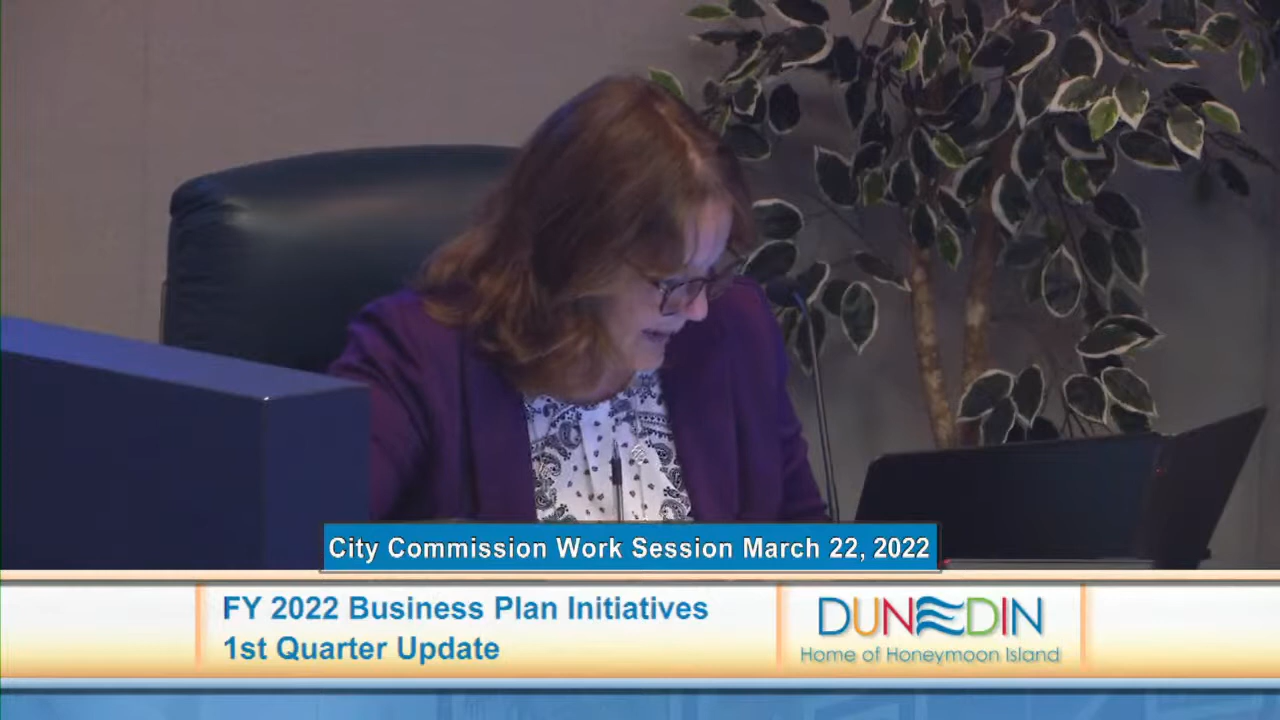 City Commission Work Session March 22, 2022
FY 2022 Business Plan Initiatives
1st Quarter Update
DUNEDIN
Home of Honeymoon Island